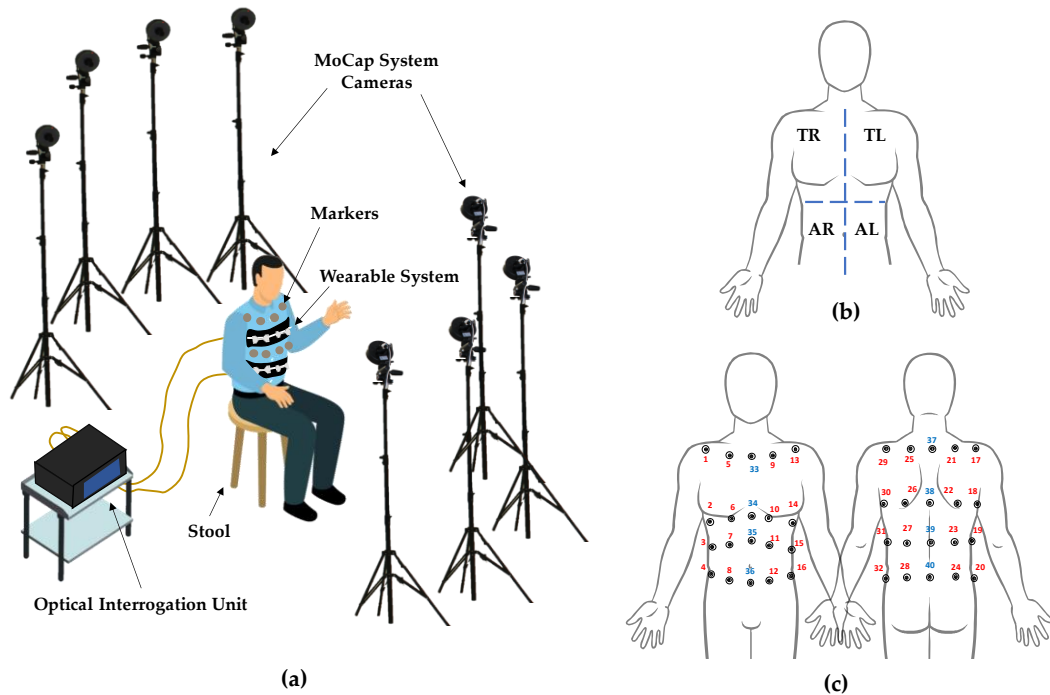 MoCap System
Cameras
Markers
Wearable System
Stool
Optical Interrogation Unit
(a)
TR TL
AR AL
(b)
37
1 5 33 9 13 29 25 21 17
2 6 34 10 14 30 26 38 22 18
3 7 35 11 15 31 27 39 23 19
4 8 36 12 16 32 28 40 24 20
(c)